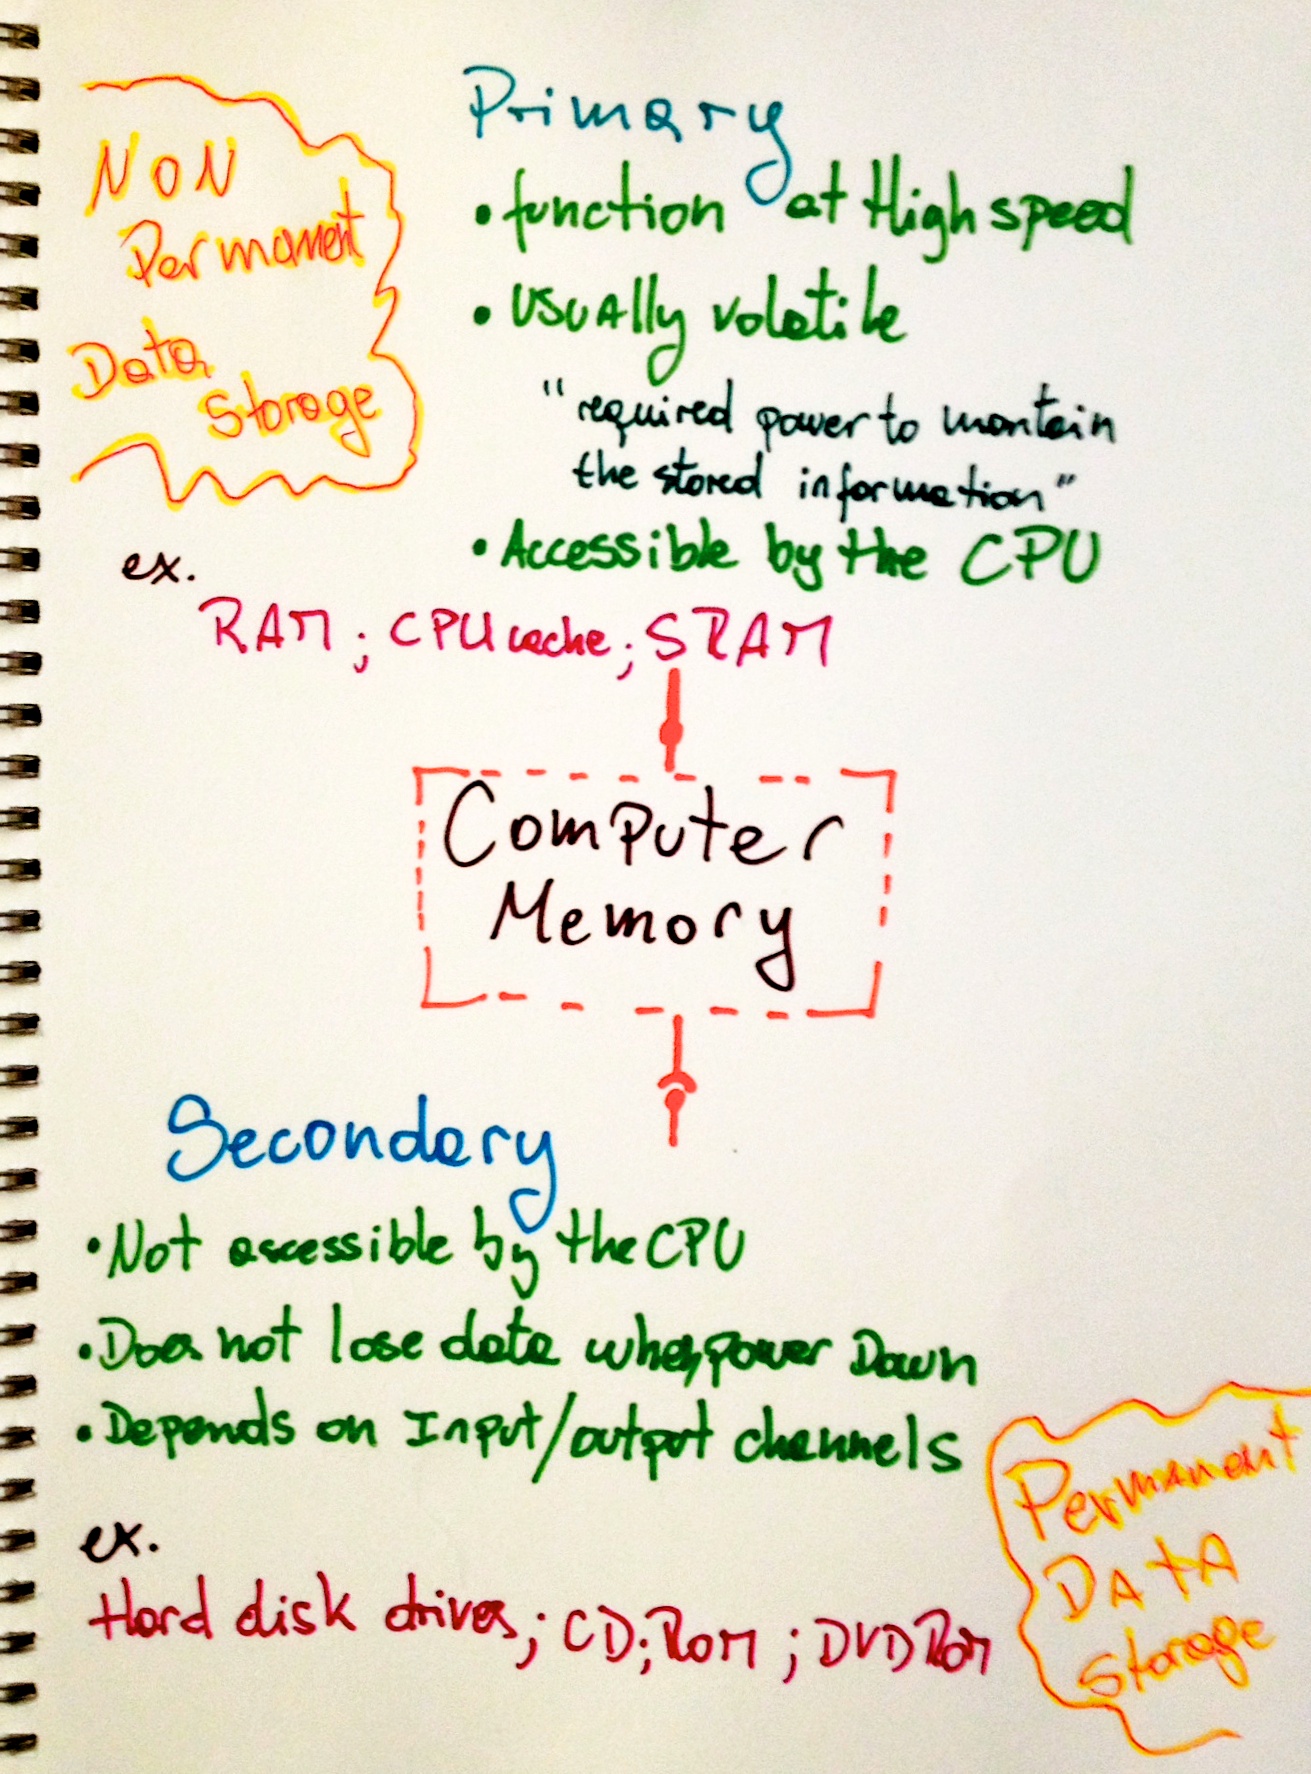 Primary
NON
Permanent
Data
Storage
• function at High speed
• USUAlly volatile
"required power to maintain
the stored information"
• Accessible by the CPU
ex.
RAM; CPU cache; SRAM
Computer
Memory
Secondary
• Not accessible by the CPU
• Does not lose data when power Down
• Depends on Input/output channels
ex.
Hard disk drives; CD; Rom; DVD Rom
Permanent
DATA
Storage